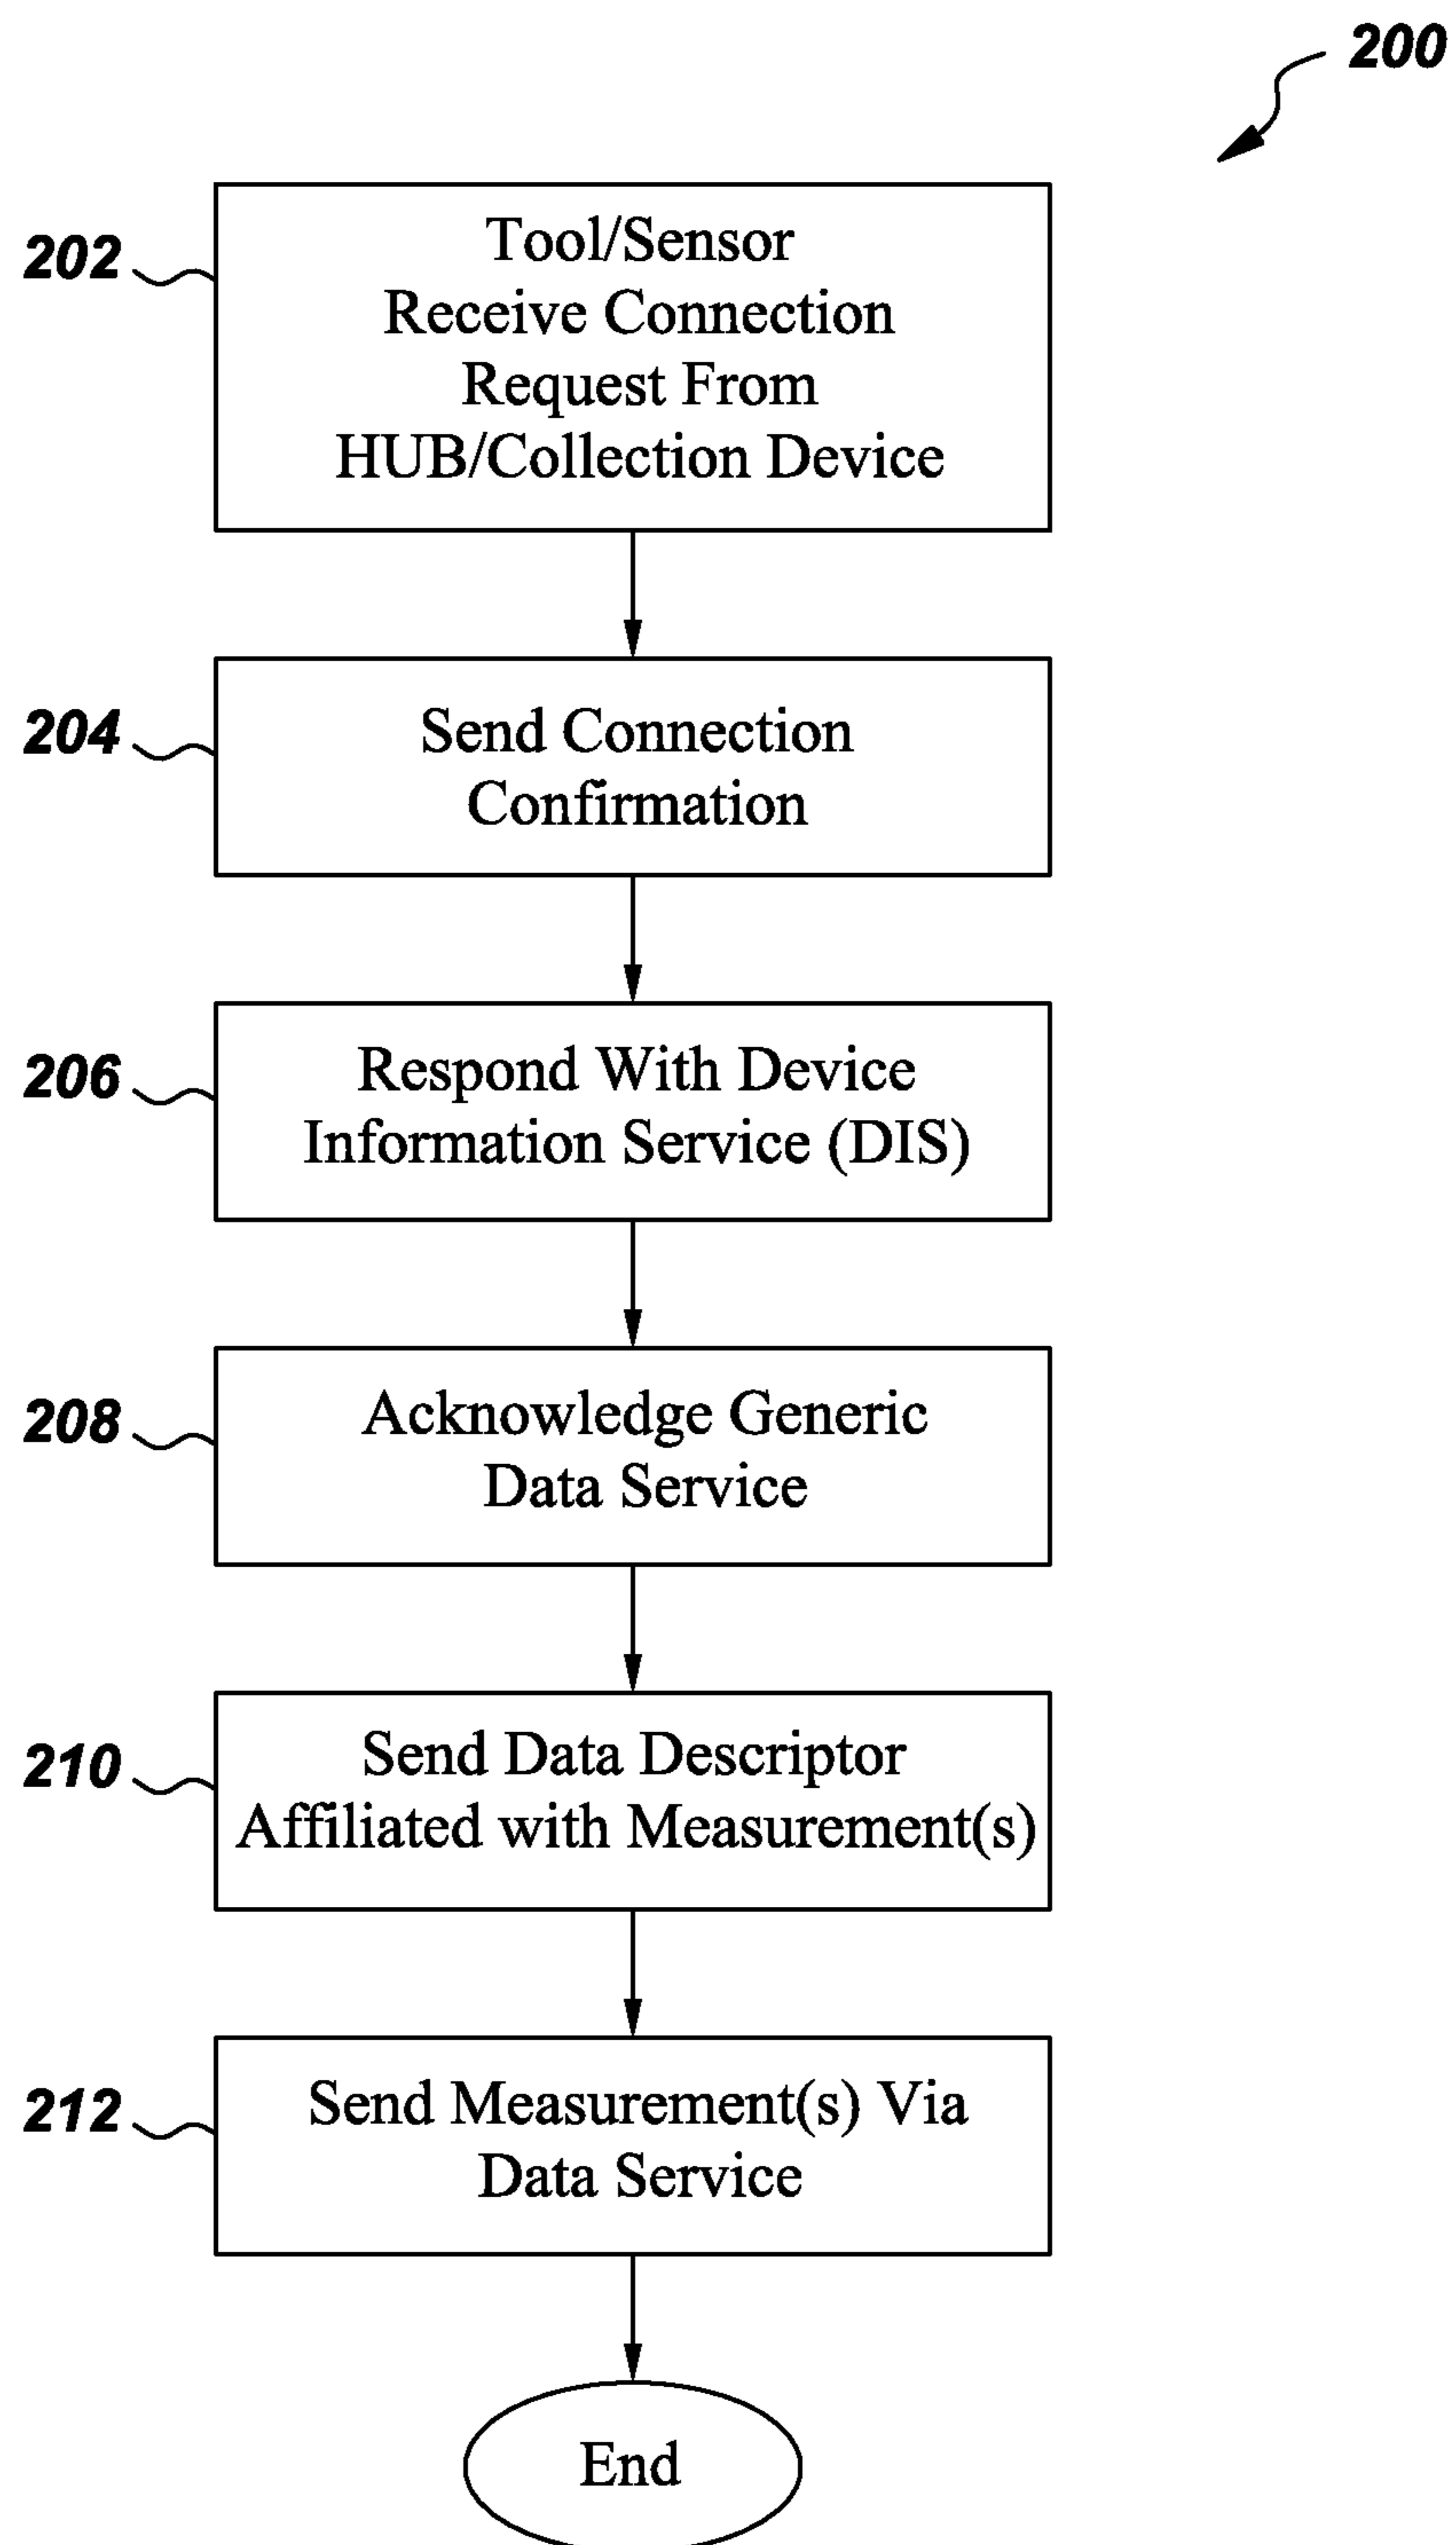 200
202
Tool/Sensor
Receive Connection
Request From
HUB/Collection Device
204
Send Connection
Confirmation
206
Respond With Device
Information Service (DIS)
208
Acknowledge Generic
Data Service
210
Send Data Descriptor
Affiliated with Measurement(s)
212
Send Measurement(s) Via
Data Service
End